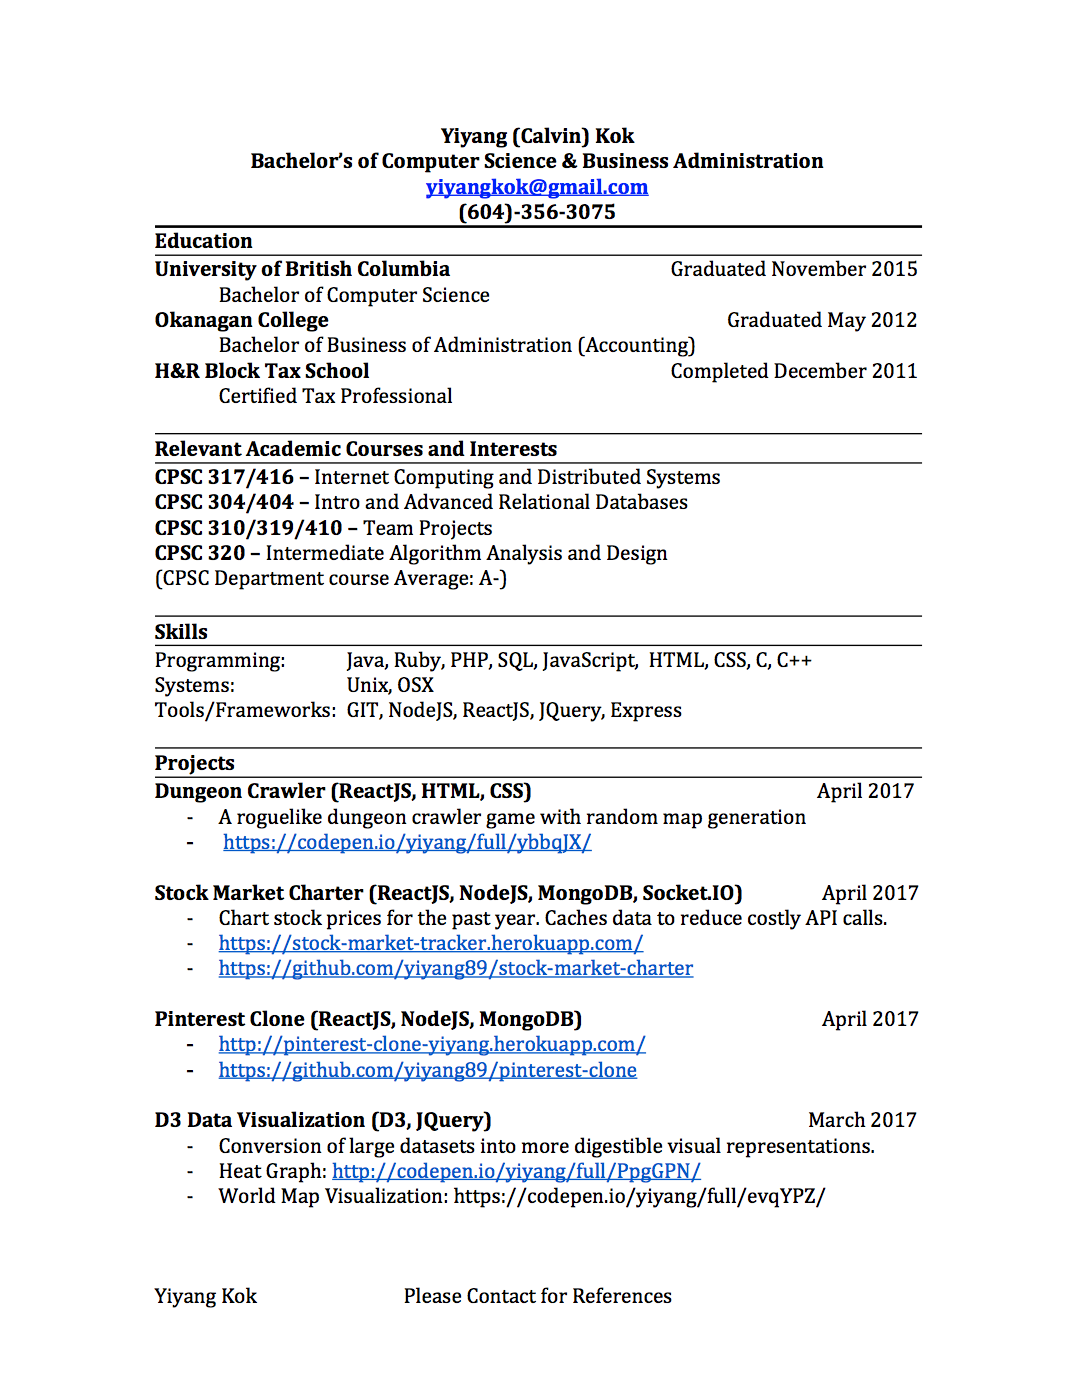 Yiyang (Calvin) Kok
Bachelor's of Computer Science & Business Administration
yiyangkok@gmail.com
(604)-356-3075
Education
University of British Columbia Graduated November 2015
Bachelor of Computer Science
Okanagan College Graduated May 2012
Bachelor of Business of Administration (Accounting)
H&R Block Tax School Completed December 2011
Certified Tax Professional
Relevant Academic Courses and Interests
CPSC 317/416 – Internet Computing and Distributed Systems
CPSC 304/404 – Intro and Advanced Relational Databases
CPSC 310/319/410 – Team Projects
CPSC 320 – Intermediate Algorithm Analysis and Design
(CPSC Department course Average: A-)
Skills
Programming: Java, Ruby, PHP, SQL, JavaScript, HTML, CSS, C, C++
Systems: Unix, OSX
Tools/Frameworks: GIT, NodeJS, ReactJS, JQuery, Express
Projects
Dungeon Crawler (ReactJS, HTML, CSS) April 2017
- A roguelike dungeon crawler game with random map generation
- https://codepen.io/yiyang/full/ybbqJX/
Stock Market Charter (ReactJS, NodeJS, MongoDB, Socket.IO) April 2017
- Chart stock prices for the past year. Caches data to reduce costly API calls.
- https://stock-market-tracker.herokuapp.com/
- https://github.com/yiyang89/stock-market-charter
Pinterest Clone (ReactJS, NodeJS, MongoDB) April 2017
- http://pinterest-clone-yiyang.herokuapp.com/
- https://github.com/yiyang89/pinterest-clone
D3 Data Visualization (D3, JQuery) March 2017
- Conversion of large datasets into more digestible visual representations.
- Heat Graph: http://codepen.io/yiyang/full/PpgGPN/
- World Map Visualization: https://codepen.io/yiyang/full/evqYPZ/
Yiyang Kok Please Contact for References